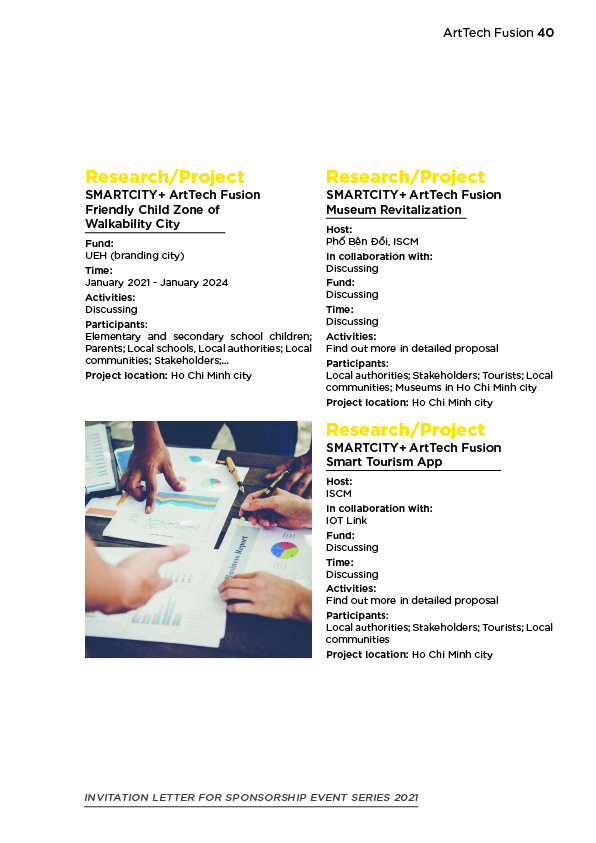 ArtTech Fusion 40
Research/Project
SMARTCITY+ ArtTech Fusion
Friendly Child Zone of
Walkability City
Fund:
UEH (branding city)
Time:
January 2021 - January 2024
Activities:
Discussing
Participants:
Elementary and secondary school children;
Parents; Local schools, Local authorities; Local
communities; Stakeholders;...
Project location: Ho Chi Minh city
Research/Project
SMARTCITY+ ArtTech Fusion
Museum Revitalization
Host:
Phố Bên Đồi, ISCM
In collaboration with:
Discussing
Fund:
Discussing
Time:
Discussing
Activities:
Find out more in detailed proposal
Participants:
Local authorities; Stakeholders; Tourists; Local
communities; Museums in Ho Chi Minh city
Project location: Ho Chi Minh city
Research/Project
SMARTCITY+ ArtTech Fusion
Smart Tourism App
Host:
ISCM
In collaboration with:
IOT Link
Fund:
Discussing
Time:
Discussing
Activities:
Find out more in detailed proposal
Participants:
Local authorities; Stakeholders; Tourists; Local
communities
Project location: Ho Chi Minh city
Business Report
INVITATION LETTER FOR SPONSORSHIP EVENT SERIES 2021